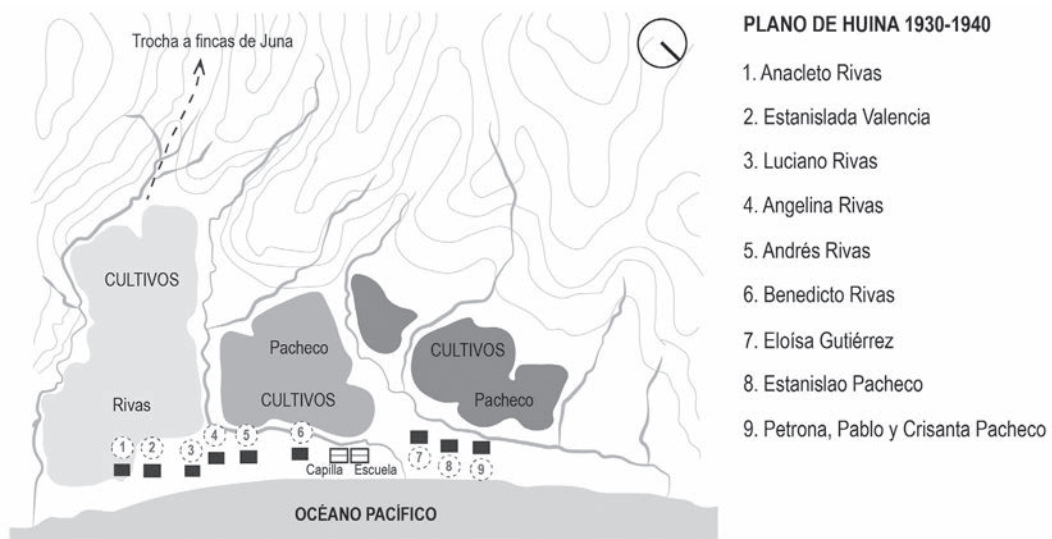 Trocha a fincas de Juna
CULTIVOS
Rivas
Pacheco
CULTIVOS
CULTIVOS
Pacheco
1
2
3
4
5
6
7
8
9
Capilla
Escuela
OCÉANO PACÍFICO
PLANO DE HUINA 1930-1940
1. Anacleto Rivas
2. Estanislada Valencia
3. Luciano Rivas
4. Angelina Rivas
5. Andrés Rivas
6. Benedicto Rivas
7. Eloísa Gutiérrez
8. Estanislao Pacheco
9. Petrona, Pablo y Crisanta Pacheco